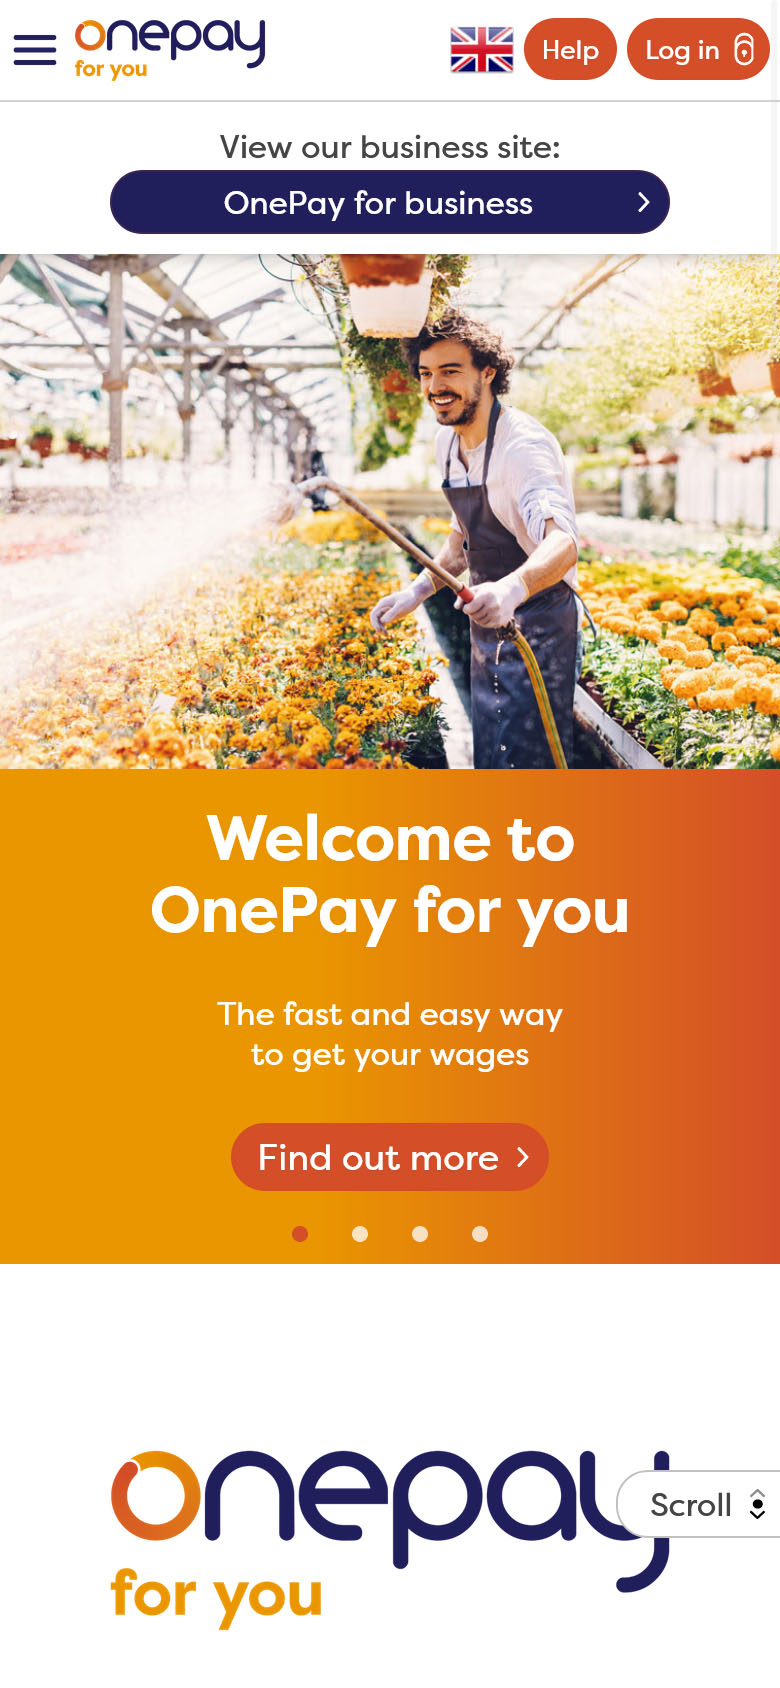 onepay
for you
Help
Log in
View our business site:
OnePay for business
Welcome to
OnePay for you
The fast and easy way
to get your wages
Find out more
onepay
for you
Scroll